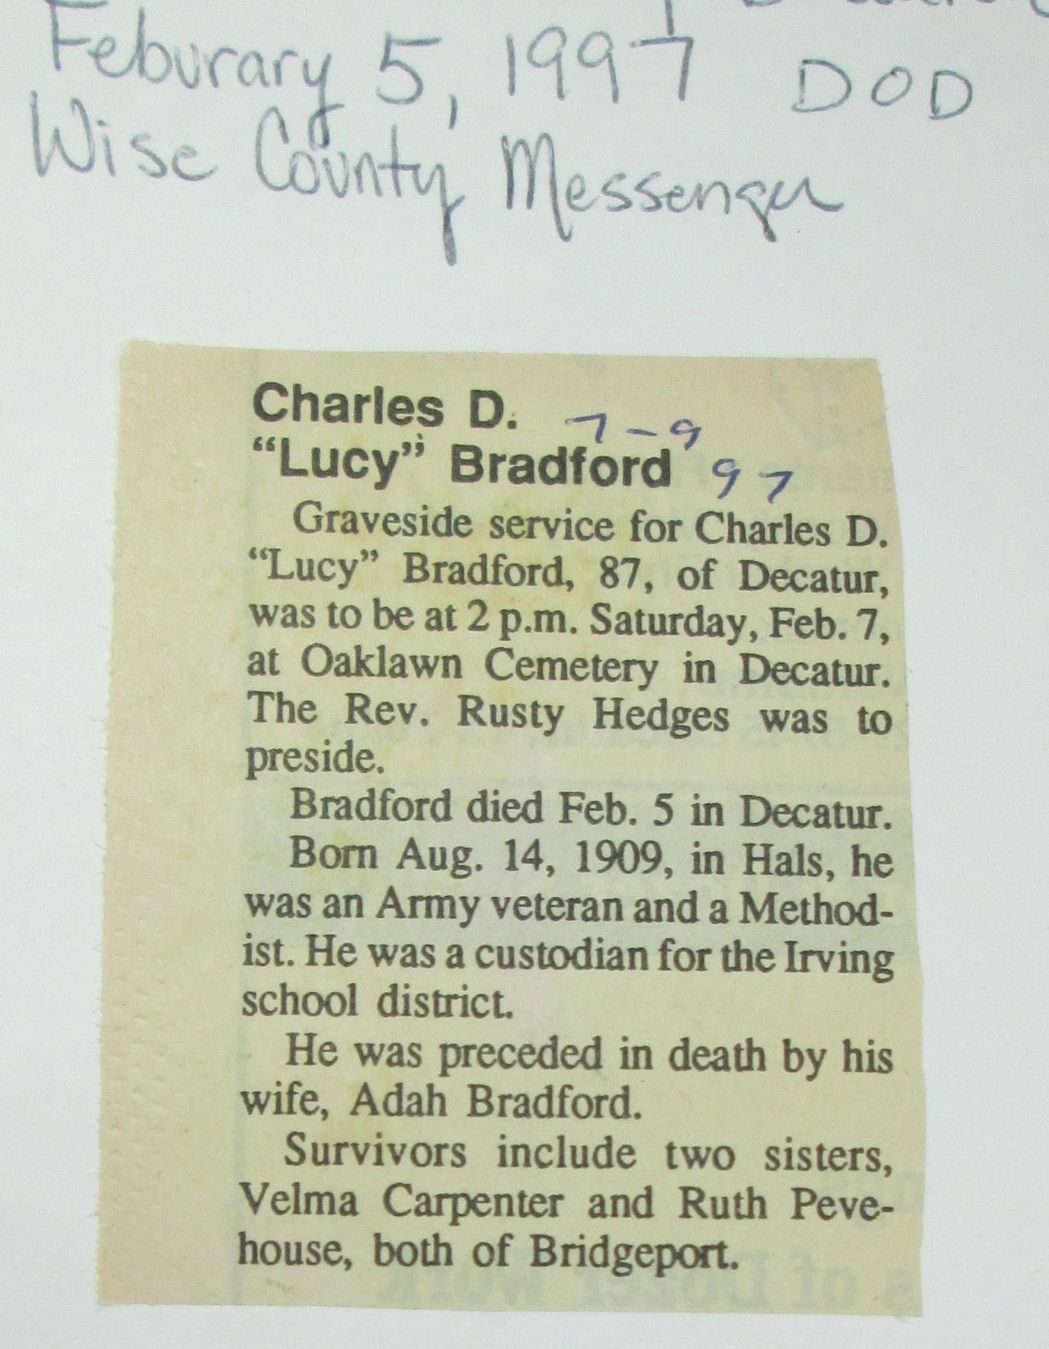 Feburary 5, 1997 DOD
Wise County Messenger
Charles D. 7-9
"Lucy" Bradford 97
Graveside service for Charles D.
"Lucy" Bradford, 87, of Decatur,
was to be at 2 p.m. Saturday, Feb. 7,
at Oaklawn Cemetery in Decatur.
The Rev. Rusty Hedges was to
preside.
Bradford died Feb. 5 in Decatur.
Born Aug. 14, 1909, in Hals, he
was an Army veteran and a Method-
ist. He was a custodian for the Irving
school district.
He was preceded in death by his
wife, Adah Bradford.
Survivors include two sisters,
Velma Carpenter and Ruth Peve-
house, both of Bridgeport.